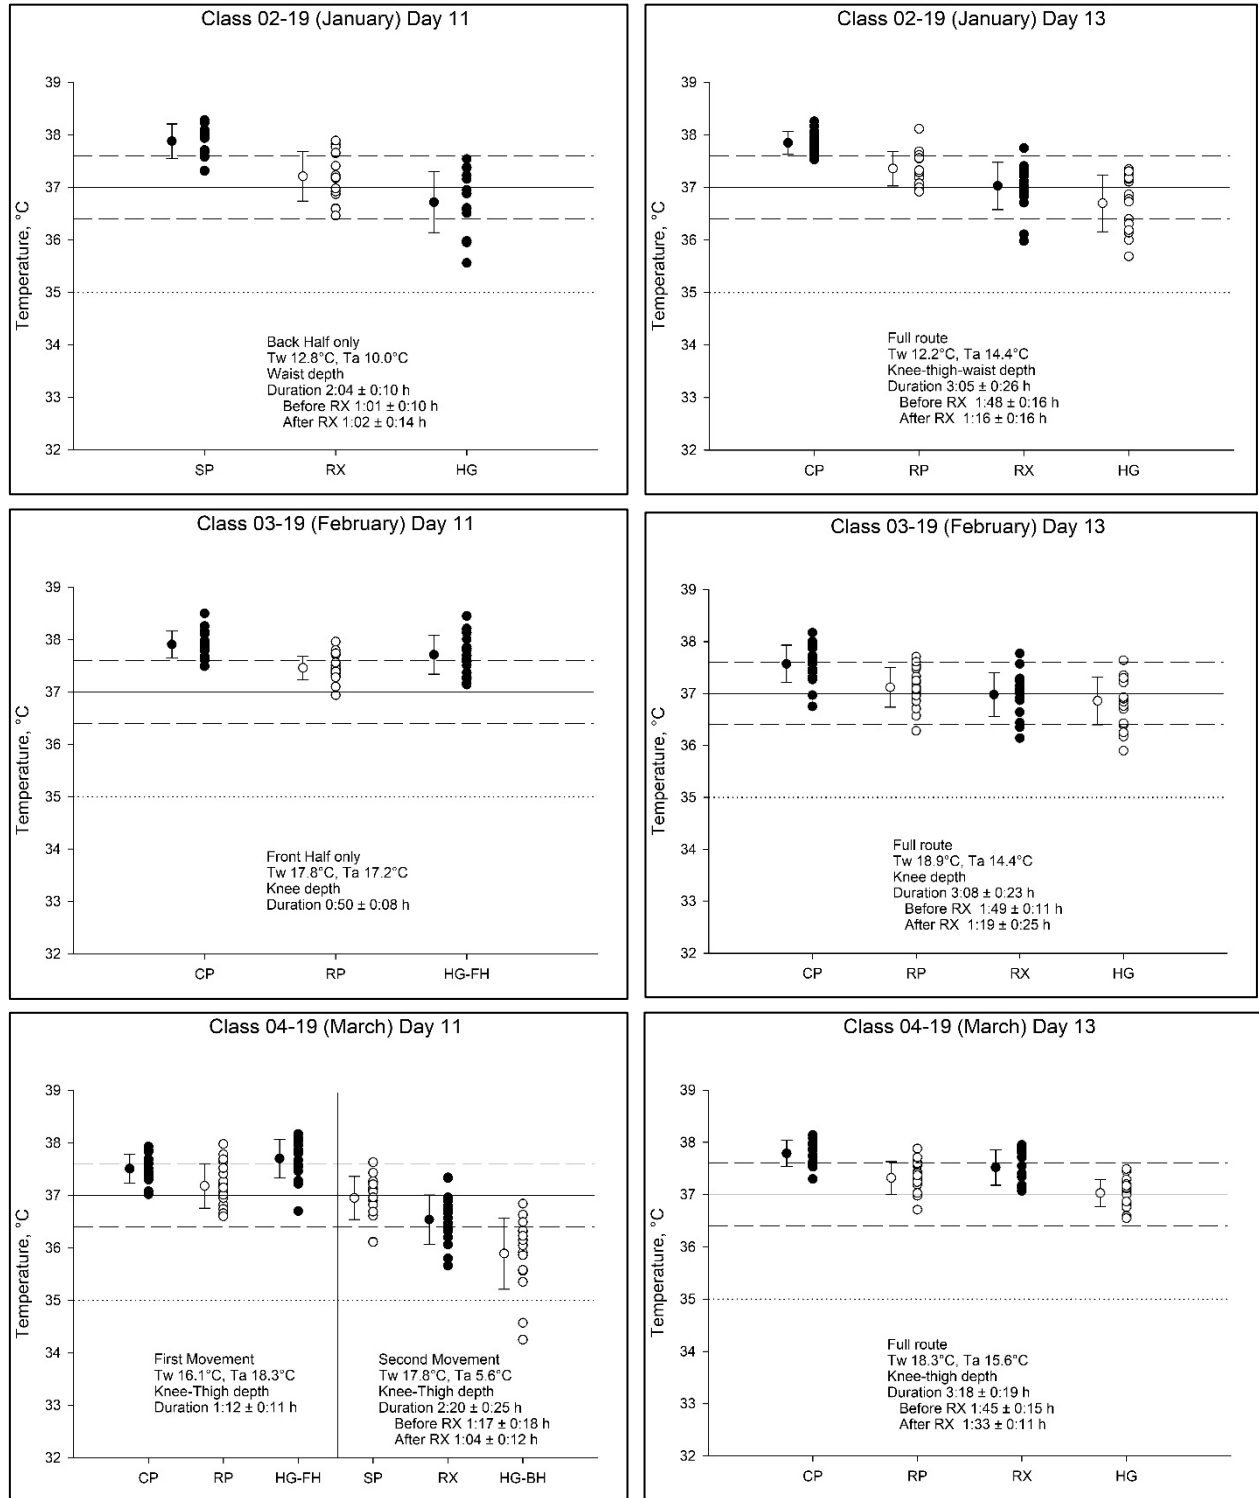 Class 02-19 (January) Day 11
Temperature, °C
39
38
37
36
35
34
33
32
Back Half only
Tw 12.8°C, Ta 10.0°C
Waist depth
Duration 2:04 ± 0:10 h
Before RX 1:01 ± 0:10 h
After RX 1:02 ± 0:14 h
SP RX HG
Class 02-19 (January) Day 13
Temperature, °C
39
38
37
36
35
34
33
32
Full route
Tw 12.2°C, Ta 14.4°C
Knee-thigh-waist depth
Duration 3:05 ± 0:26 h
Before RX 1:48 ± 0:16 h
After RX 1:16 ± 0:16 h
CP RP RX HG
Class 03-19 (February) Day 11
Temperature, °C
39
38
37
36
35
34
33
32
Front Half only
Tw 17.8°C, Ta 17.2°C
Knee depth
Duration 0:50 ± 0:08 h
CP RP HG-FH
Class 03-19 (February) Day 13
Temperature, °C
39
38
37
36
35
34
33
32
Full route
Tw 18.9°C, Ta 14.4°C
Knee depth
Duration 3:08 ± 0:23 h
Before RX 1:49 ± 0:11 h
After RX 1:19 ± 0:25 h
CP RP RX HG
Class 04-19 (March) Day 11
Temperature, °C
39
38
37
36
35
34
33
32
First Movement
Tw 16.1°C, Ta 18.3°C
Knee-Thigh depth
Duration 1:12 ± 0:11 h
Second Movement
Tw 17.8°C, Ta 5.6°C
Knee-Thigh depth
Duration 2:20 ± 0:25 h
Before RX 1:17 ± 0:18 h
After RX 1:04 ± 0:12 h
CP RP HG-FH SP RX HG-BH
Class 04-19 (March) Day 13
Temperature, °C
39
38
37
36
35
34
33
32
Full route
Tw 18.3°C, Ta 15.6°C
Knee-thigh depth
Duration 3:18 ± 0:19 h
Before RX 1:45 ± 0:15 h
After RX 1:33 ± 0:11 h
CP RP RX HG